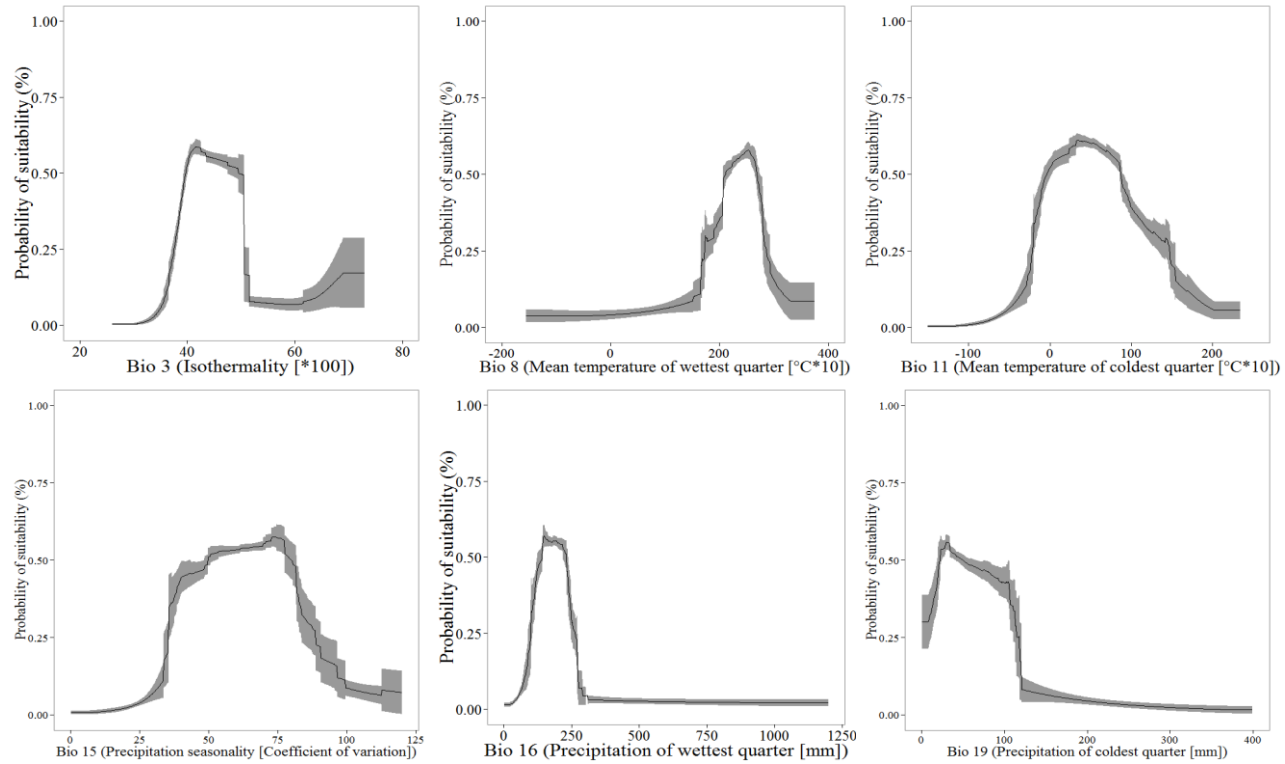 1.00
0.75
0.50
0.25
0.00
Probability of suitability (%)
20 40 60 80
Bio 3 (Isothermality [*100])
1.00
0.75
0.50
0.25
0.00
Probability of suitability (%)
-200 0 200 400
Bio 8 (Mean temperature of wettest quarter [°C*10])
1.00
0.75
0.50
0.25
0.00
Probability of suitability (%)
-100 0 100 200
Bio 11 (Mean temperature of coldest quarter [°C*10])
1.00
0.75
0.50
0.25
0.00
Probability of suitability (%)
0 25 50 75 100 125
Bio 15 (Precipitation seasonality [Coefficient of variation])
1.00
0.75
0.50
0.25
0.00
Probability of suitability (%)
0 250 500 750 1000 1250
Bio 16 (Precipitation of wettest quarter [mm])
1.00
0.75
0.50
0.25
0.00
Probability of suitability (%)
0 100 200 300 400
Bio 19 (Precipitation of coldest quarter [mm])